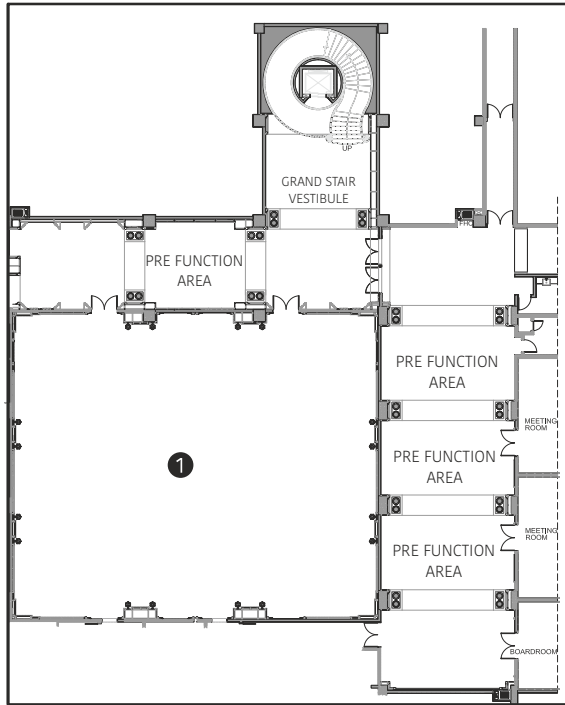 UP
GRAND STAIR
VESTIBULE
FHC
PRE FUNCTION
AREA
PRE FUNCTION
AREA
MEETING
ROOM
PRE FUNCTION
AREA
1
MEETING
ROOM
PRE FUNCTION
AREA
BOARDROOM